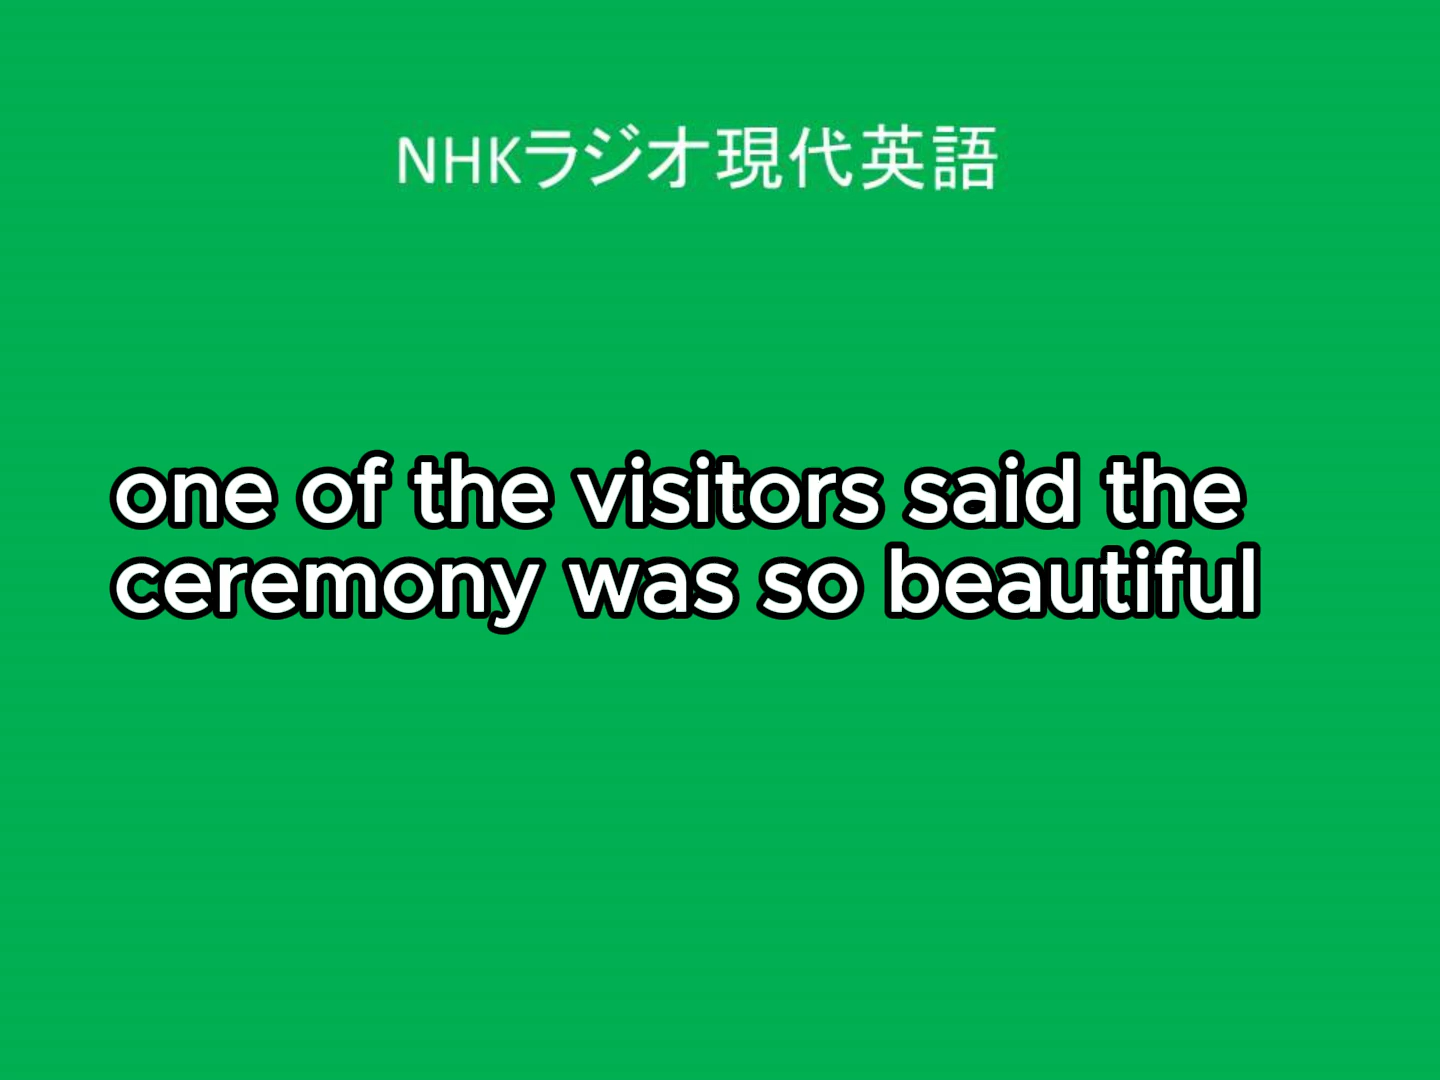 NHKラジオ現代英語
one of the visitors said the
ceremony was so beautiful